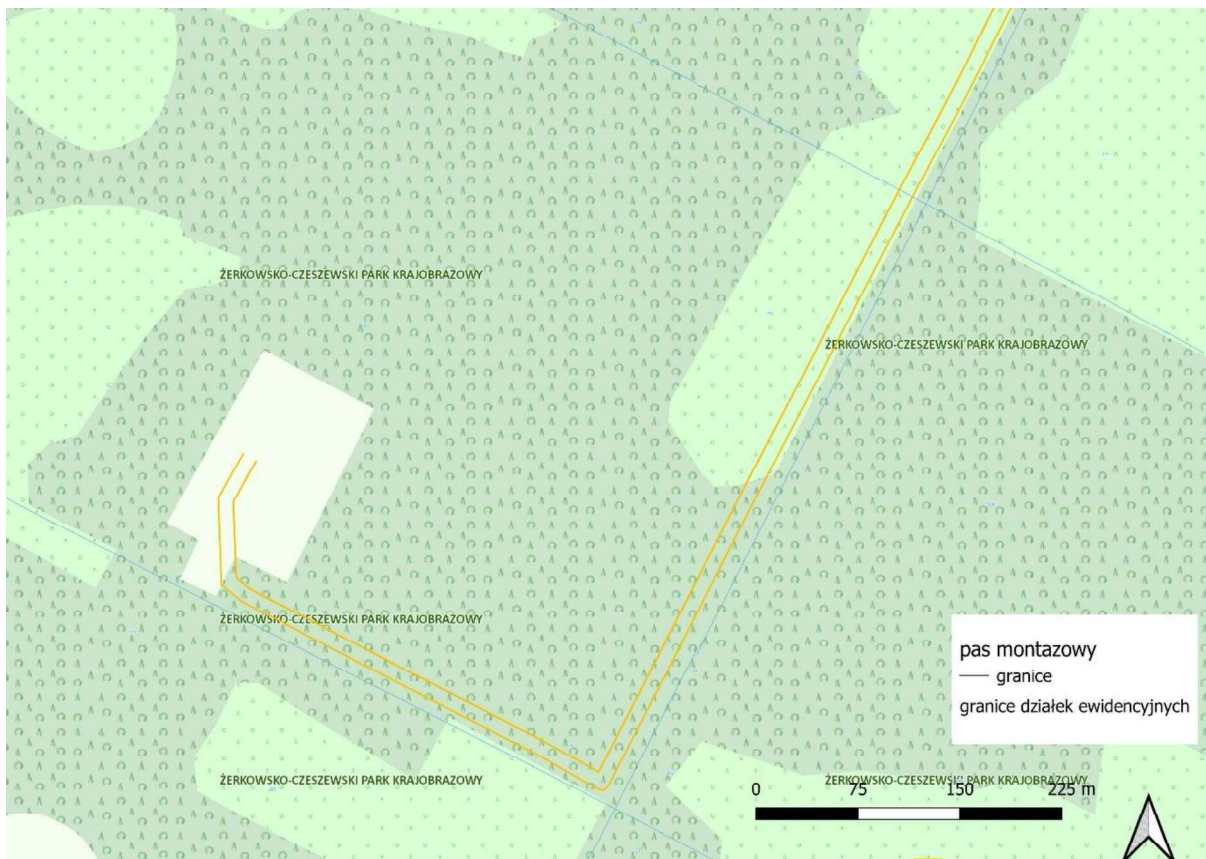 ŻERKOWSKO-CZESZEWSKI PARK KRAJOBRAZOWY
ŻERKOWSKO-CZESZEWSKI PARK KRAJOBRAZOWY
ŻERKOWSKO-CZESZEWSKI PARK KRAJOBRAZOWY
pas montazowy
granice
granice działek ewidencyjnych
ŻERKOWSKO-CZESZEWSKI PARK KRAJOBRAZOWY
ŻERKOWSKO-CZESZEWSKI PARK KRAJOBRAZOWY
0 75 150 225 m